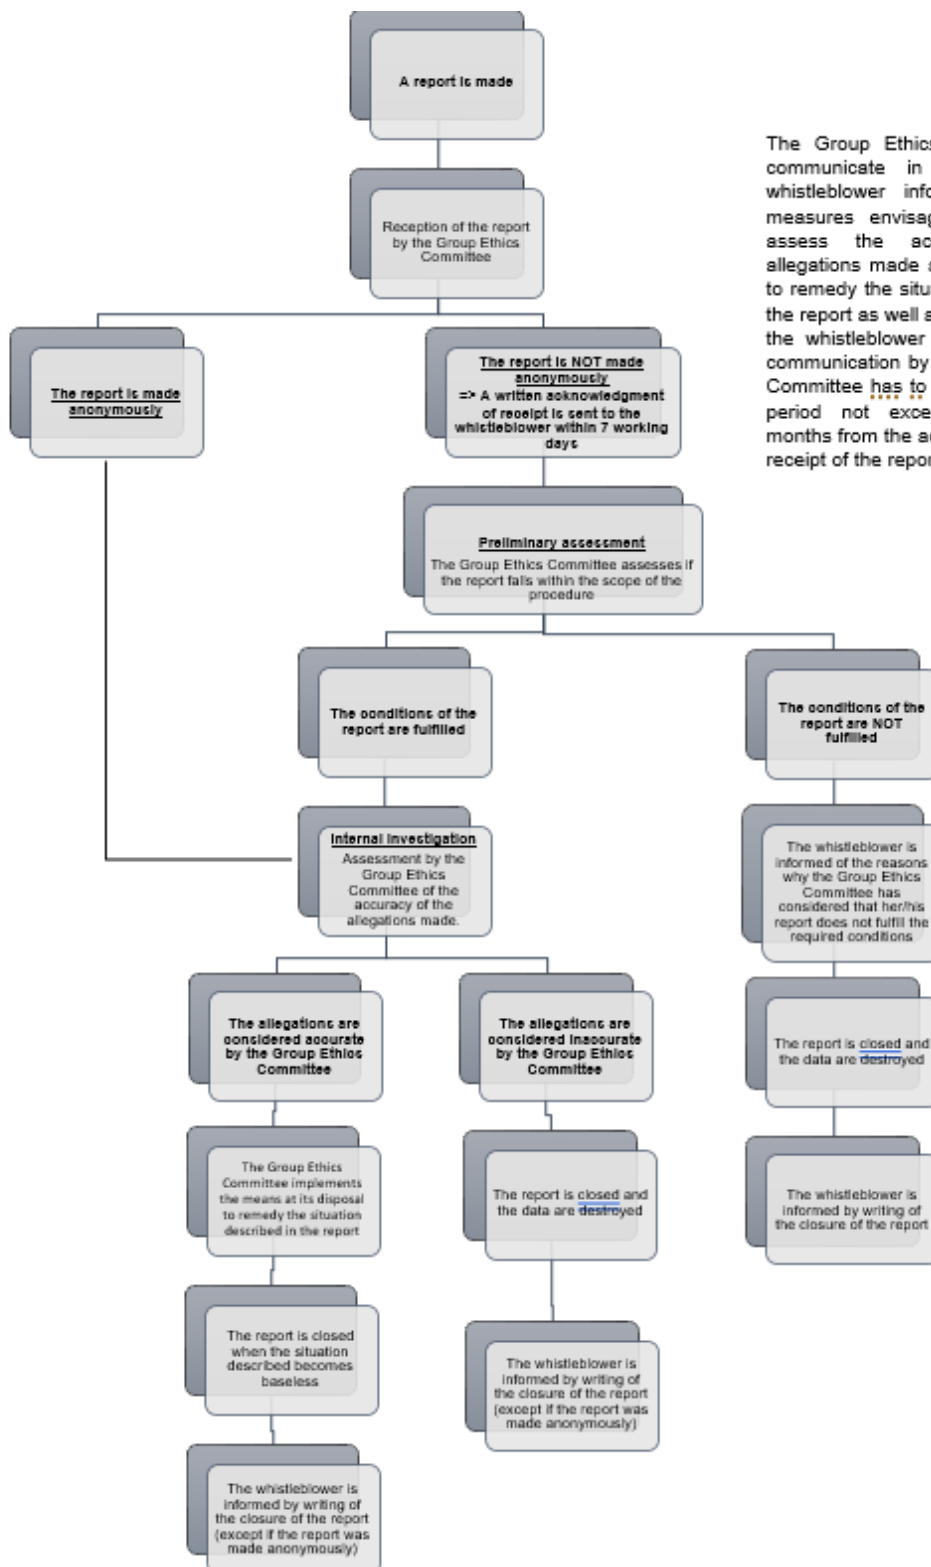 A report is made
Reception of the report
by the Group Ethics
Committee
The Group Ethics
communicate in
whistleblower
measures
assess the
allegations made
to remedy the
the report as well
the whistleblower
communication by
Committee has to
period not
months from the
receipt of the
The report is made
anonymously
The report is NOT made
anonymously
=> A written acknowledgment
of receipt is sent to the
whistleblower within 7 working
days
Preliminary assessment
The Group Ethics Committee assesses if
the report falls within the scope of the
procedure
The conditions of the
report are fulfilled
The conditions of the
report are NOT
fulfilled
Internal investigation
Assessment by the
Group Ethics
Committee of the
accuracy of the
allegations made.
The whistleblower is
informed of the reasons
why the Group Ethics
Committee has
considered that her/his
report does not fulfill the
required conditions
The allegations are
considered accurate
by the Group Ethics
Committee
The allegations are
considered inaccurate
by the Group Ethics
Committee
The report is closed and
the data are destroyed
The Group Ethics
Committee implements
the means at its disposal
to remedy the situation
described in the report
The report is closed and
the data are destroyed
The whistleblower is
informed by writing of
the closure of the report
The report is closed
when the situation
described becomes
baseless
The whistleblower is
informed by writing of
the closure of the report
(except if the report was
made anonymously)
The whistleblower is
informed by writing of
the closure of the report
(except if the report was
made anonymously)